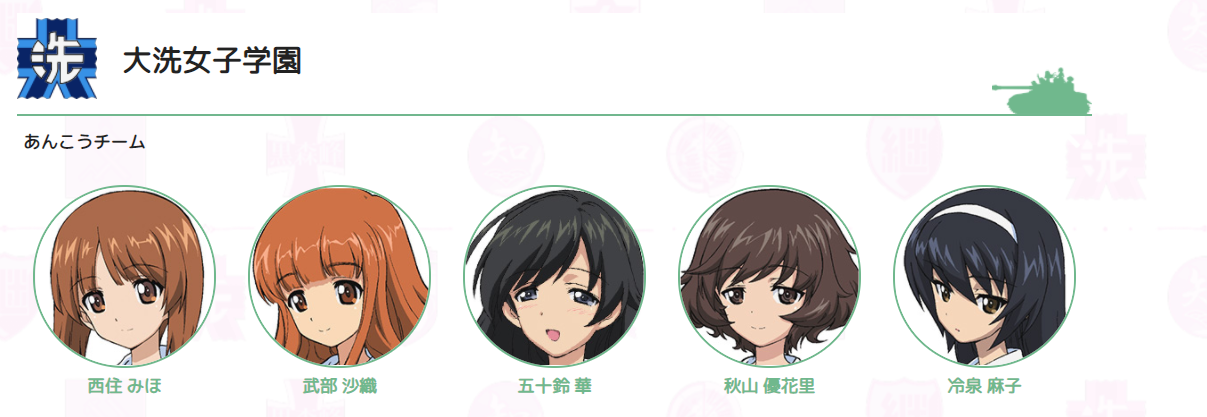 洗
大洗女子学園
あんこうチーム
西住 みほ
武部 沙織
五十鈴 華
秋山 優花里
冷泉 麻子